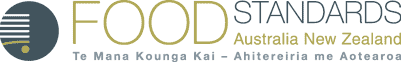 FOOD STANDARDS
Australia New Zealand
Te Mana Kounga Kai – Ahitereiria me Aotearoa